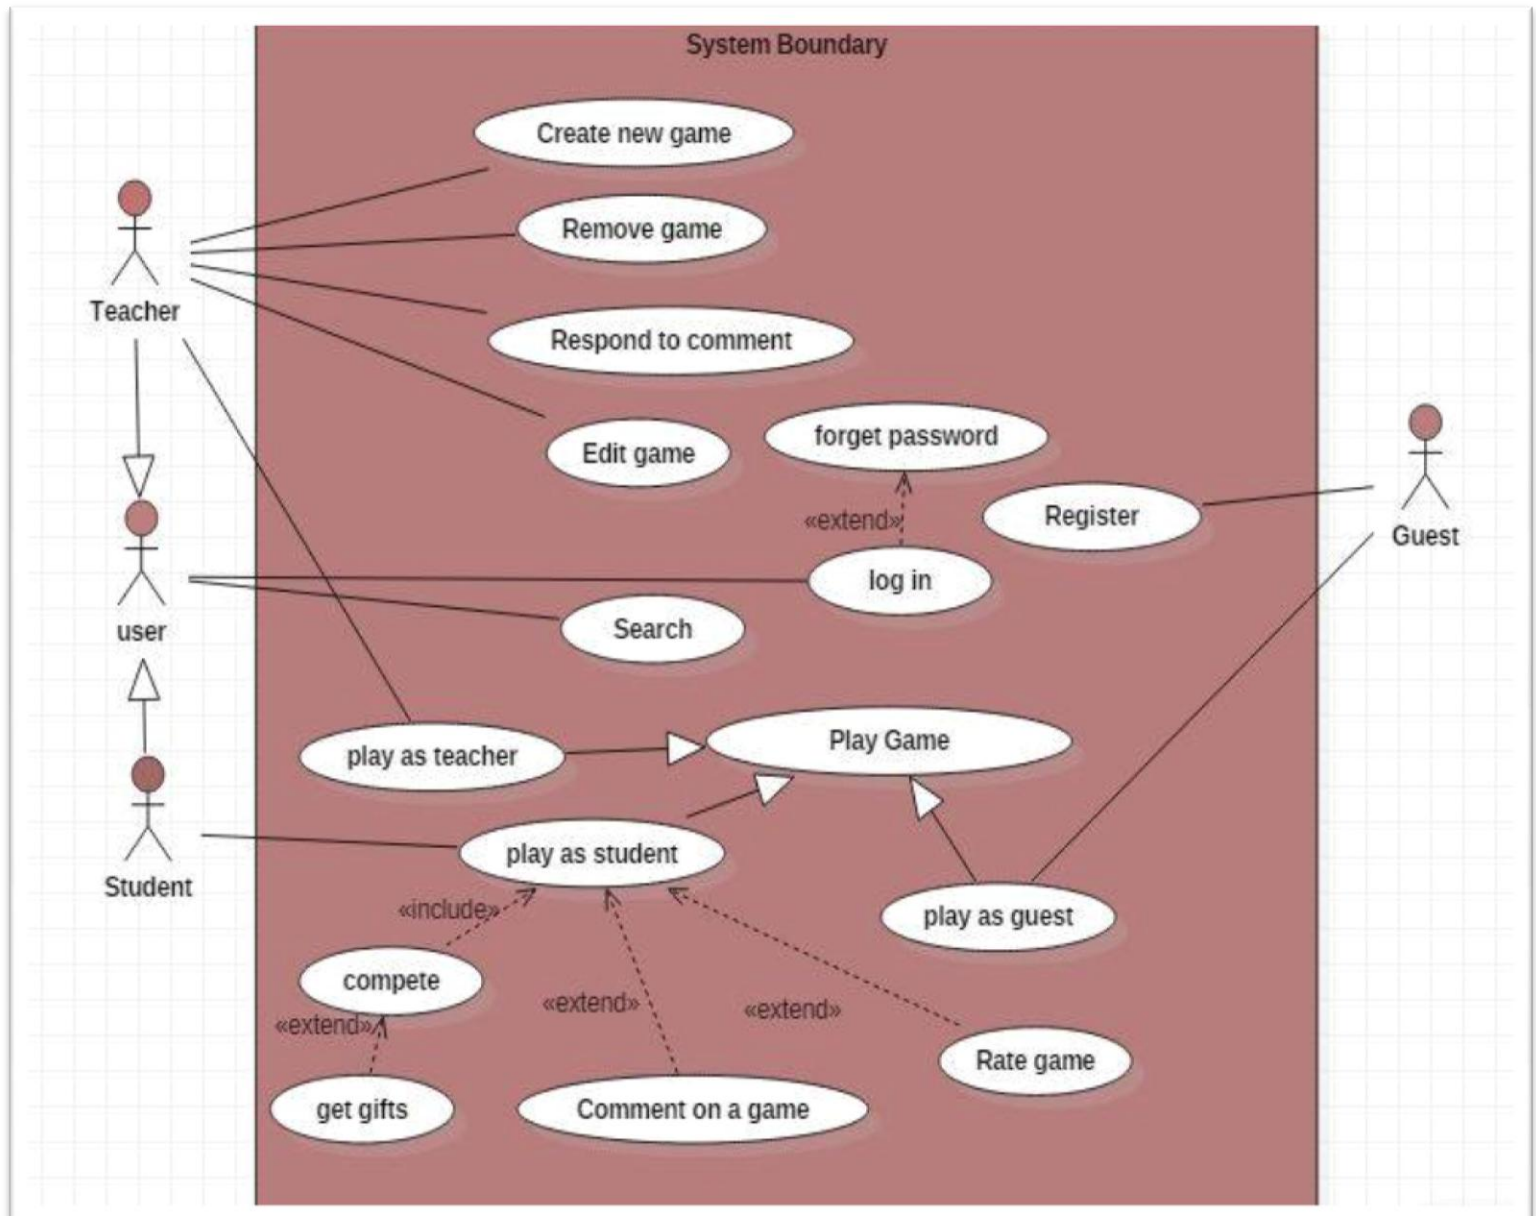 System Boundary
Create new game
Remove game
Teacher
Respond to comment
forget password
Edit game
Register
«extend»
Guest
log in
user
Search
play as teacher
Play Game
play as student
Student
«include»
play as guest
compete
«extend»
«extend»
«extend»
Rate game
get gifts
Comment on a game